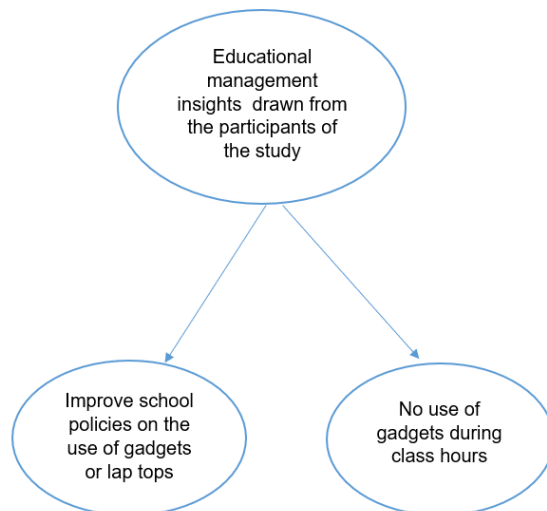 Educational
management
insights drawn from
the participants of
the study
Improve school
policies on the
use of gadgets
or lap tops
No use of
gadgets during
class hours